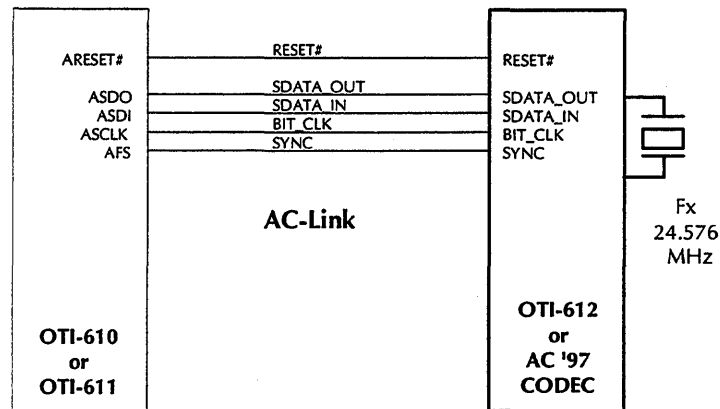 ARESET#
RESET#
RESET#
ASDO
SDATA_OUT
SDATA_OUT
ASDI
SDATA_IN
SDATA_IN
ASCLK
BIT_CLK
BIT_CLK
AFS
SYNC
SYNC
AC-Link
Fx
24.576
MHz
OTI-610
or
OTI-611
OTI-612
or
AC '97
CODEC